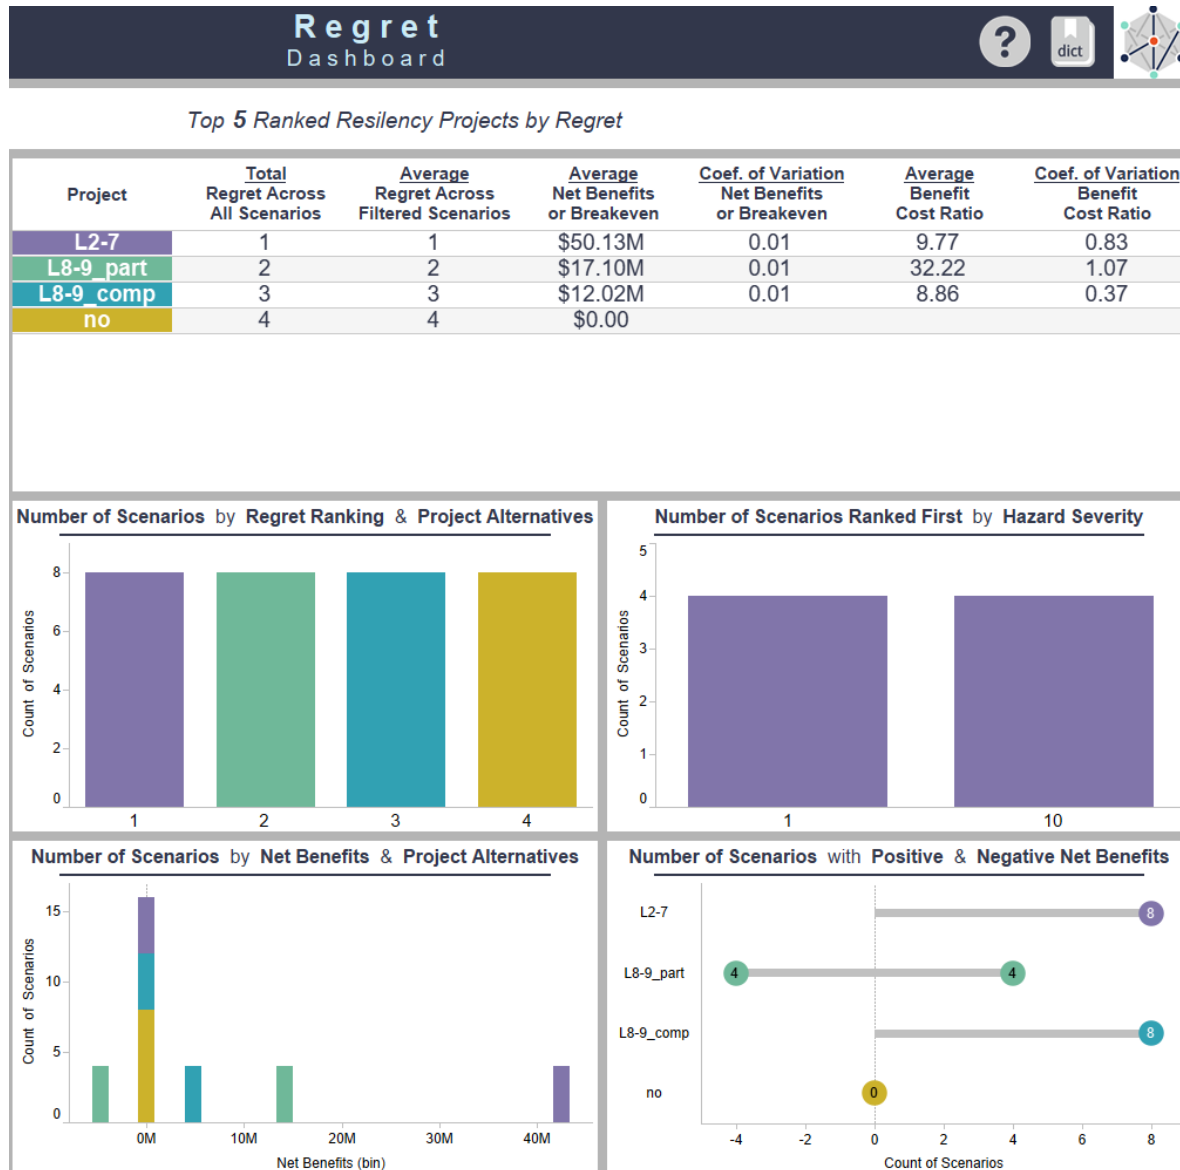 Regret
Dashboard
?
dict
Top 5 Ranked Resilency Projects by Regret
Project
Total
Regret Across
All Scenarios
Average
Regret Across
Filtered Scenarios
Average
Net Benefits
or Breakeven
Coef. of Variation
Net Benefits
or Breakeven
Average
Benefit
Cost Ratio
Coef. of Variation
Benefit
Cost Ratio
L2-7 1 1 $50.13M 0.01 9.77 0.83
L8-9_part 2 2 $17.10M 0.01 32.22 1.07
L8-9_comp 3 3 $12.02M 0.01 8.86 0.37
no 4 4 $0.00
Number of Scenarios by Regret Ranking & Project Alternatives
Count of Scenarios
8
6
4
2
0
1 2 3 4
Number of Scenarios Ranked First by Hazard Severity
Count of Scenarios
5
4
3
2
1
0
1 10
Number of Scenarios by Net Benefits & Project Alternatives
Count of Scenarios
15
10
5
0
0M 10M 20M 30M 40M
Net Benefits (bin)
Number of Scenarios with Positive & Negative Net Benefits
L2-7 8
L8-9_part 4 4
L8-9_comp 8
no 0
-4 -2 0 2 4 6 8
Count of Scenarios